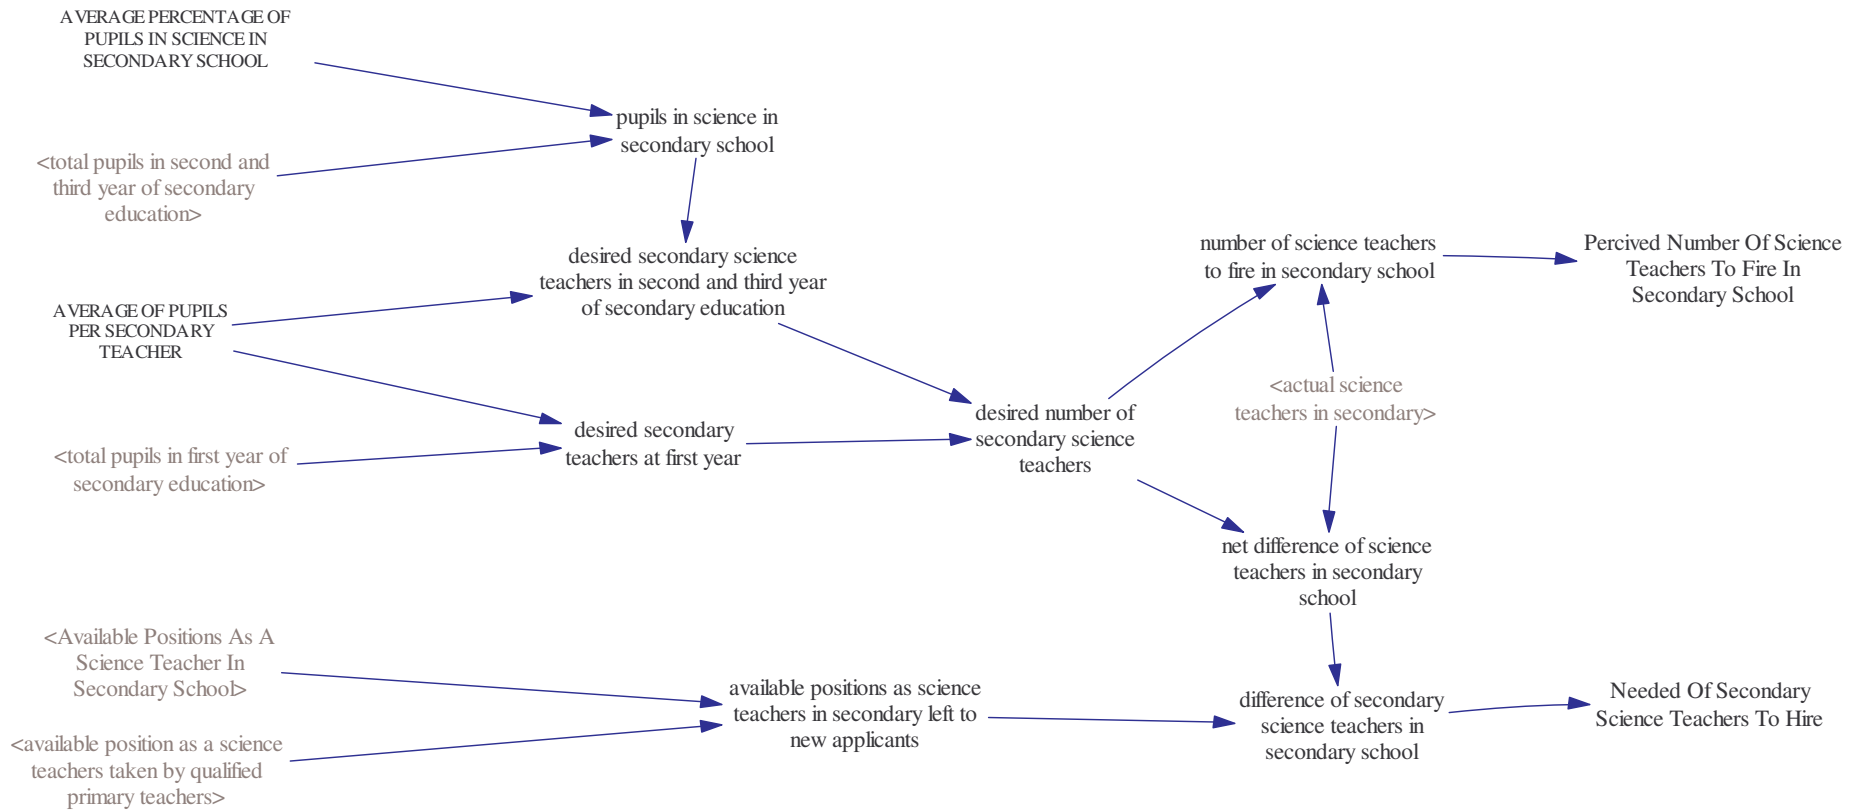 AVERAGE PERCENTAGE OF
PUPILS IN SCIENCE IN
SECONDARY SCHOOL
pupils in science in
secondary school
<total pupils in second and
third year of secondary
education>
desired secondary science
teachers in second and third year
of secondary education
number of science teachers
to fire in secondary school
Percived Number Of Science
Teachers To Fire In
Secondary School
AVERAGE OF PUPILS
PER SECONDARY
TEACHER
<actual science
teachers in secondary>
desired secondary
teachers at first year
desired number of
secondary science
teachers
<total pupils in first year of
secondary education>
net difference of science
teachers in secondary
school
<Available Positions As A
Science Teacher In
Secondary School>
available positions as science
teachers in secondary left to
new applicants
difference of secondary
science teachers in
secondary school
Needed Of Secondary
Science Teachers To Hire
<available position as a science
teachers taken by qualified
primary teachers>